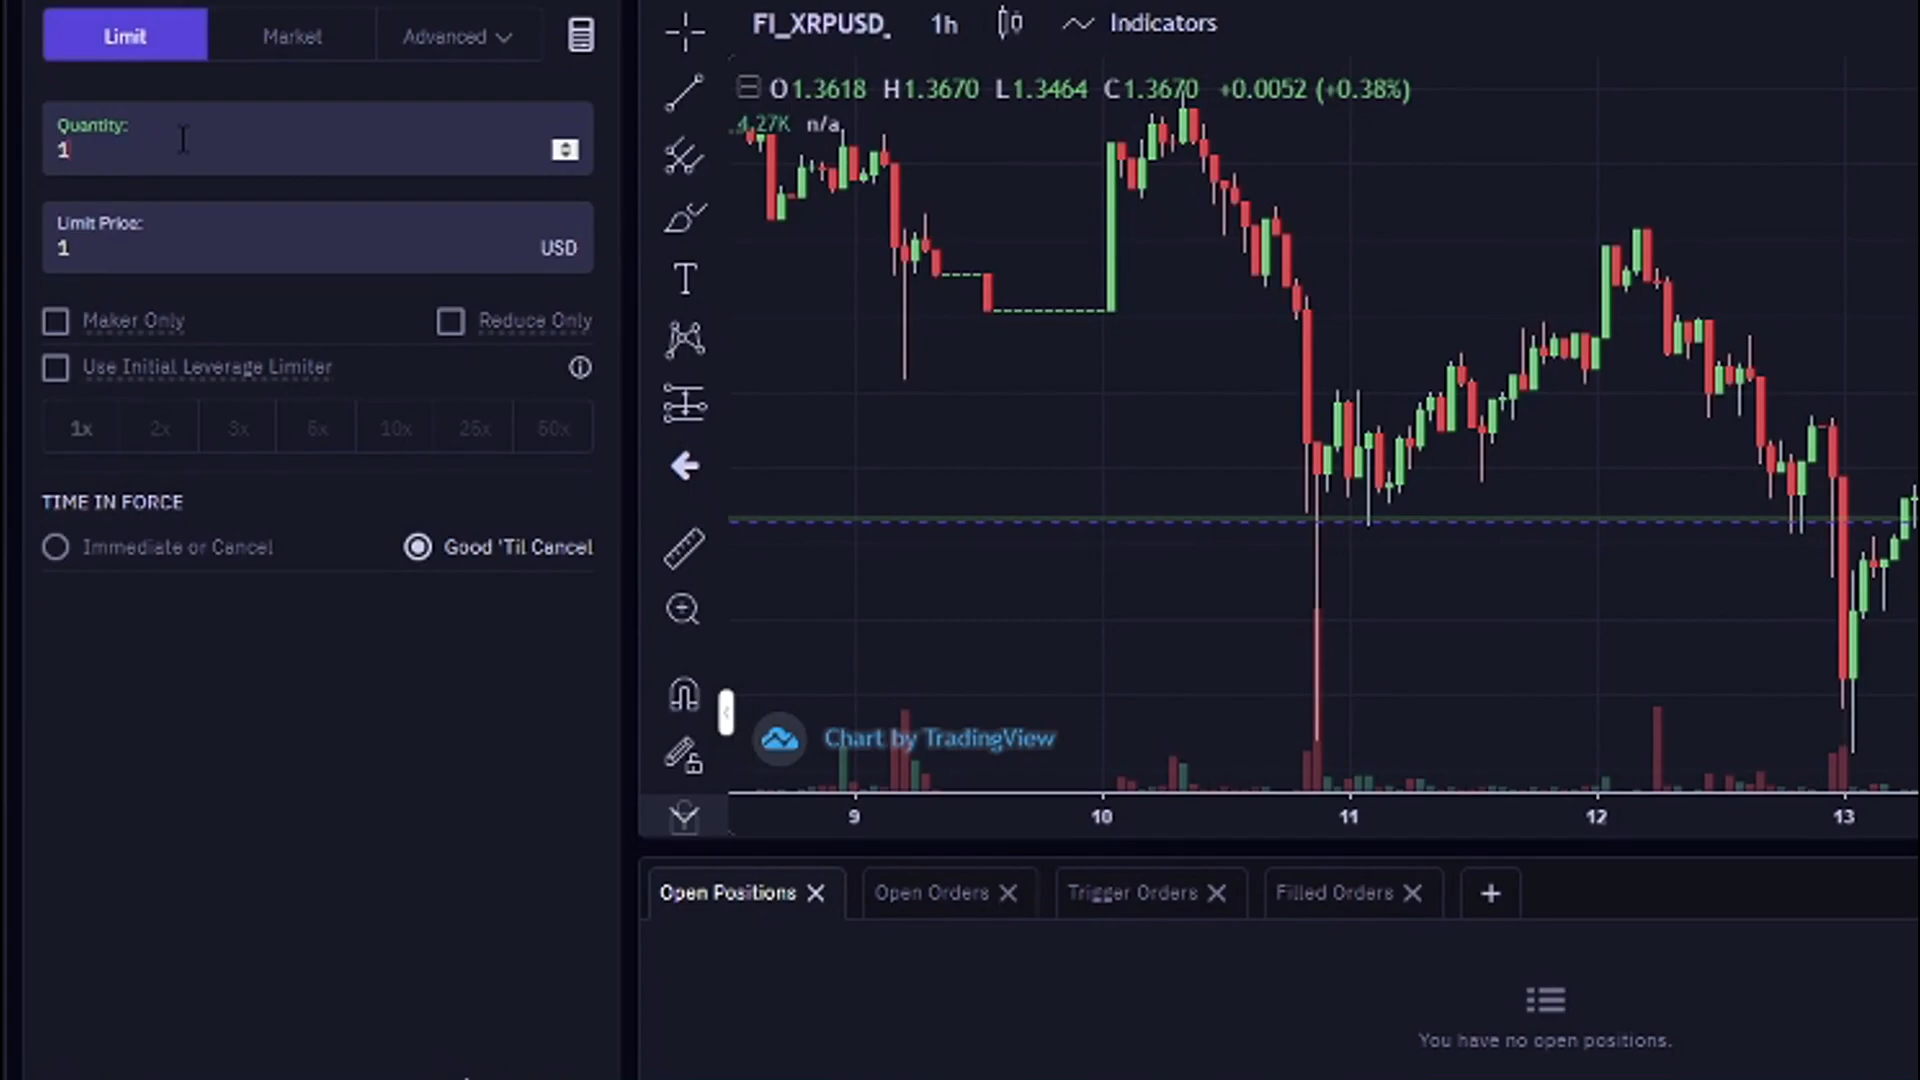 Limit
Market
Advanced
Quantity:
1
Limit Price:
1
USD
Maker Only
Reduce Only
Use Initial Leverage Limiter
1x
2x
3x
5x
10x
25x
50x
TIME IN FORCE
Immediate or Cancel
Good 'Til Cancel
FI_XRPUSD_
1h
Indicators
O1.3618 H1.3670 L1.3464 C1.3670 +0.0052 (+0.38%)
4.27K n/a
T
Chart by TradingView
9
10
11
12
13
Open Positions
Open Orders
Trigger Orders
Filled Orders
+
You have no open positions.